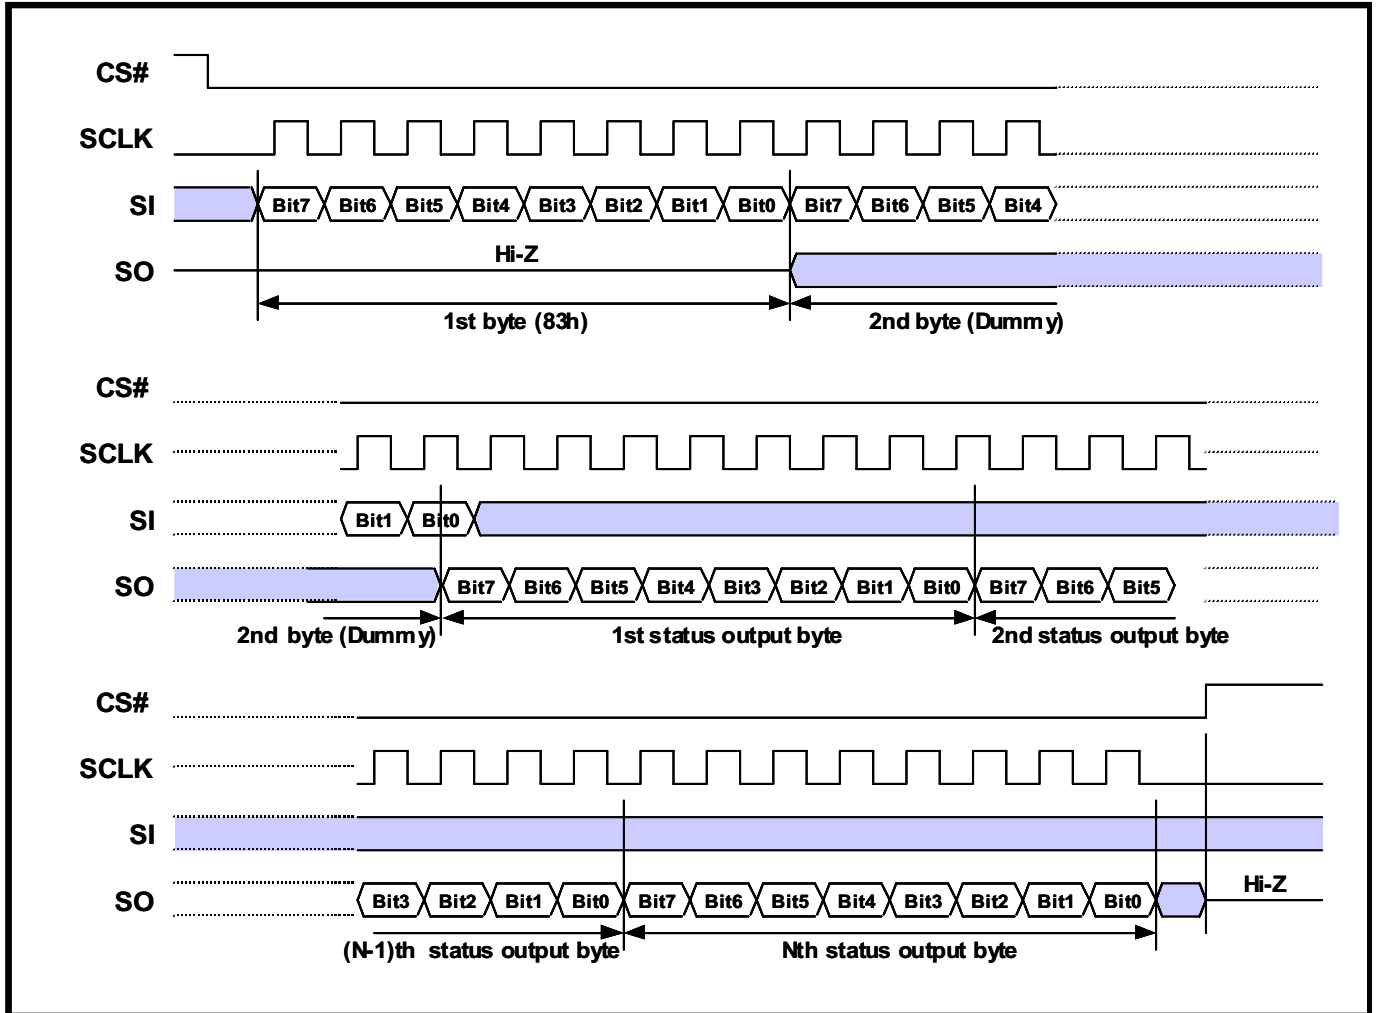 CS#
SCLK
SI Bit7 Bit6 Bit5 Bit4 Bit3 Bit2 Bit1 Bit0 Bit7 Bit6 Bit5 Bit4
Hi-Z
SO
1st byte (83h) 2nd byte (Dummy)
CS#
SCLK
SI Bit1 Bit0
SO Bit7 Bit6 Bit5 Bit4 Bit3 Bit2 Bit1 Bit0 Bit7 Bit6 Bit5
2nd byte (Dummy) 1st status output byte 2nd status output byte
CS#
SCLK
SI
Hi-Z
SO Bit3 Bit2 Bit1 Bit0 Bit7 Bit6 Bit5 Bit4 Bit3 Bit2 Bit1 Bit0
(N-1)th status output byte Nth status output byte